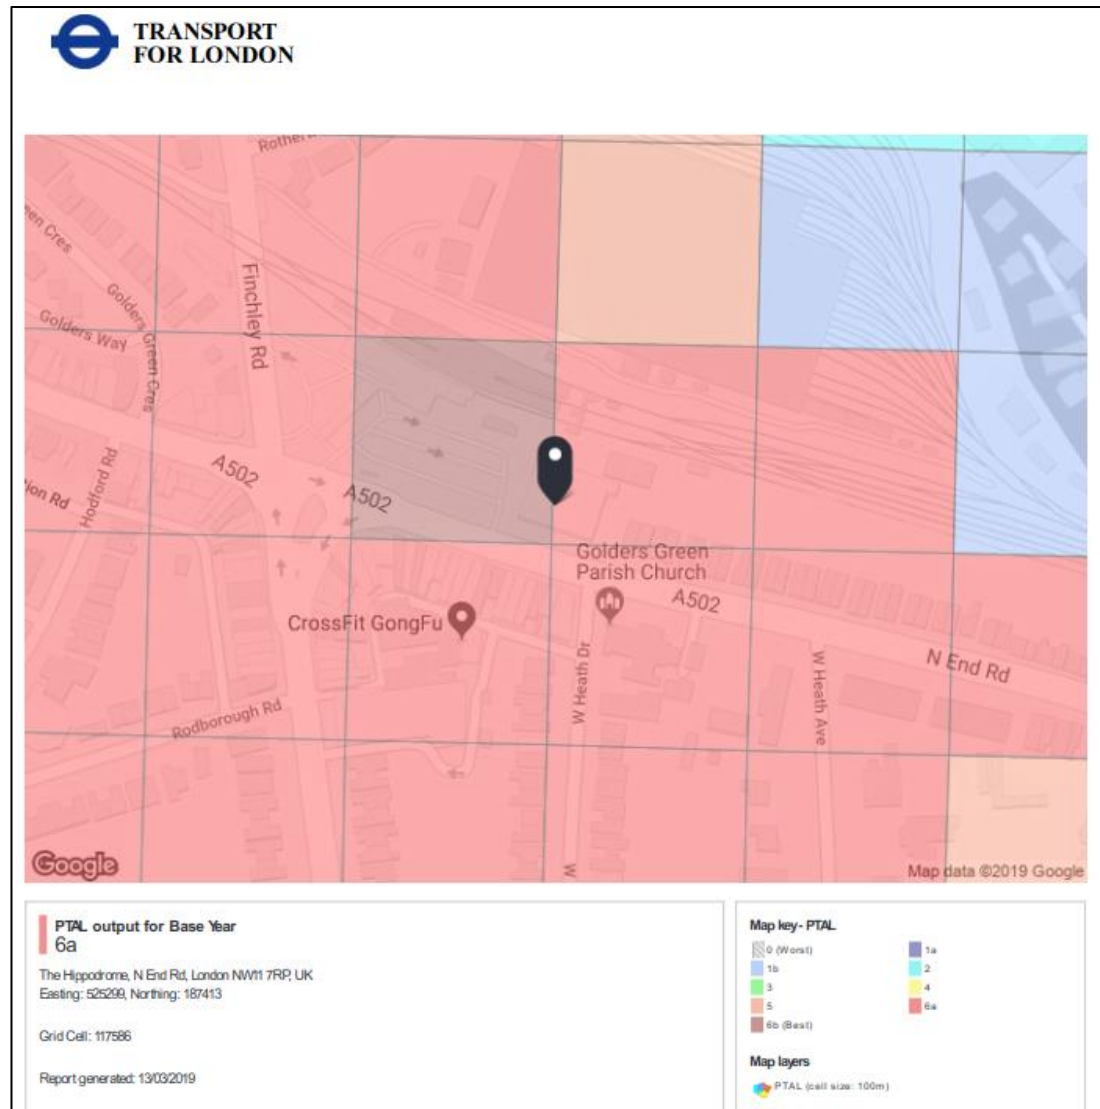 TRANSPORT
FOR LONDON
Golders Way
Golders Green Cres
Finchley Rd
Hodford Rd
A502
A502
Golders Green
Parish Church
A502
CrossFit GongFu
N End Rd
W Heath Dr
W Heath Ave
Rodborough Rd
W
Google
Map data ©2019 Google
PTAL output for Base Year
6a
The Hippodrome, N End Rd, London NW11 7RP, UK
Easting: 525299, Northing: 187413
Grid Cell: 117586
Report generated: 13/03/2019
Map key - PTAL
0 (Worst)
1a
1b
2
3
4
5
6a
6b (Best)
Map layers
PTAL (cell size: 100m)